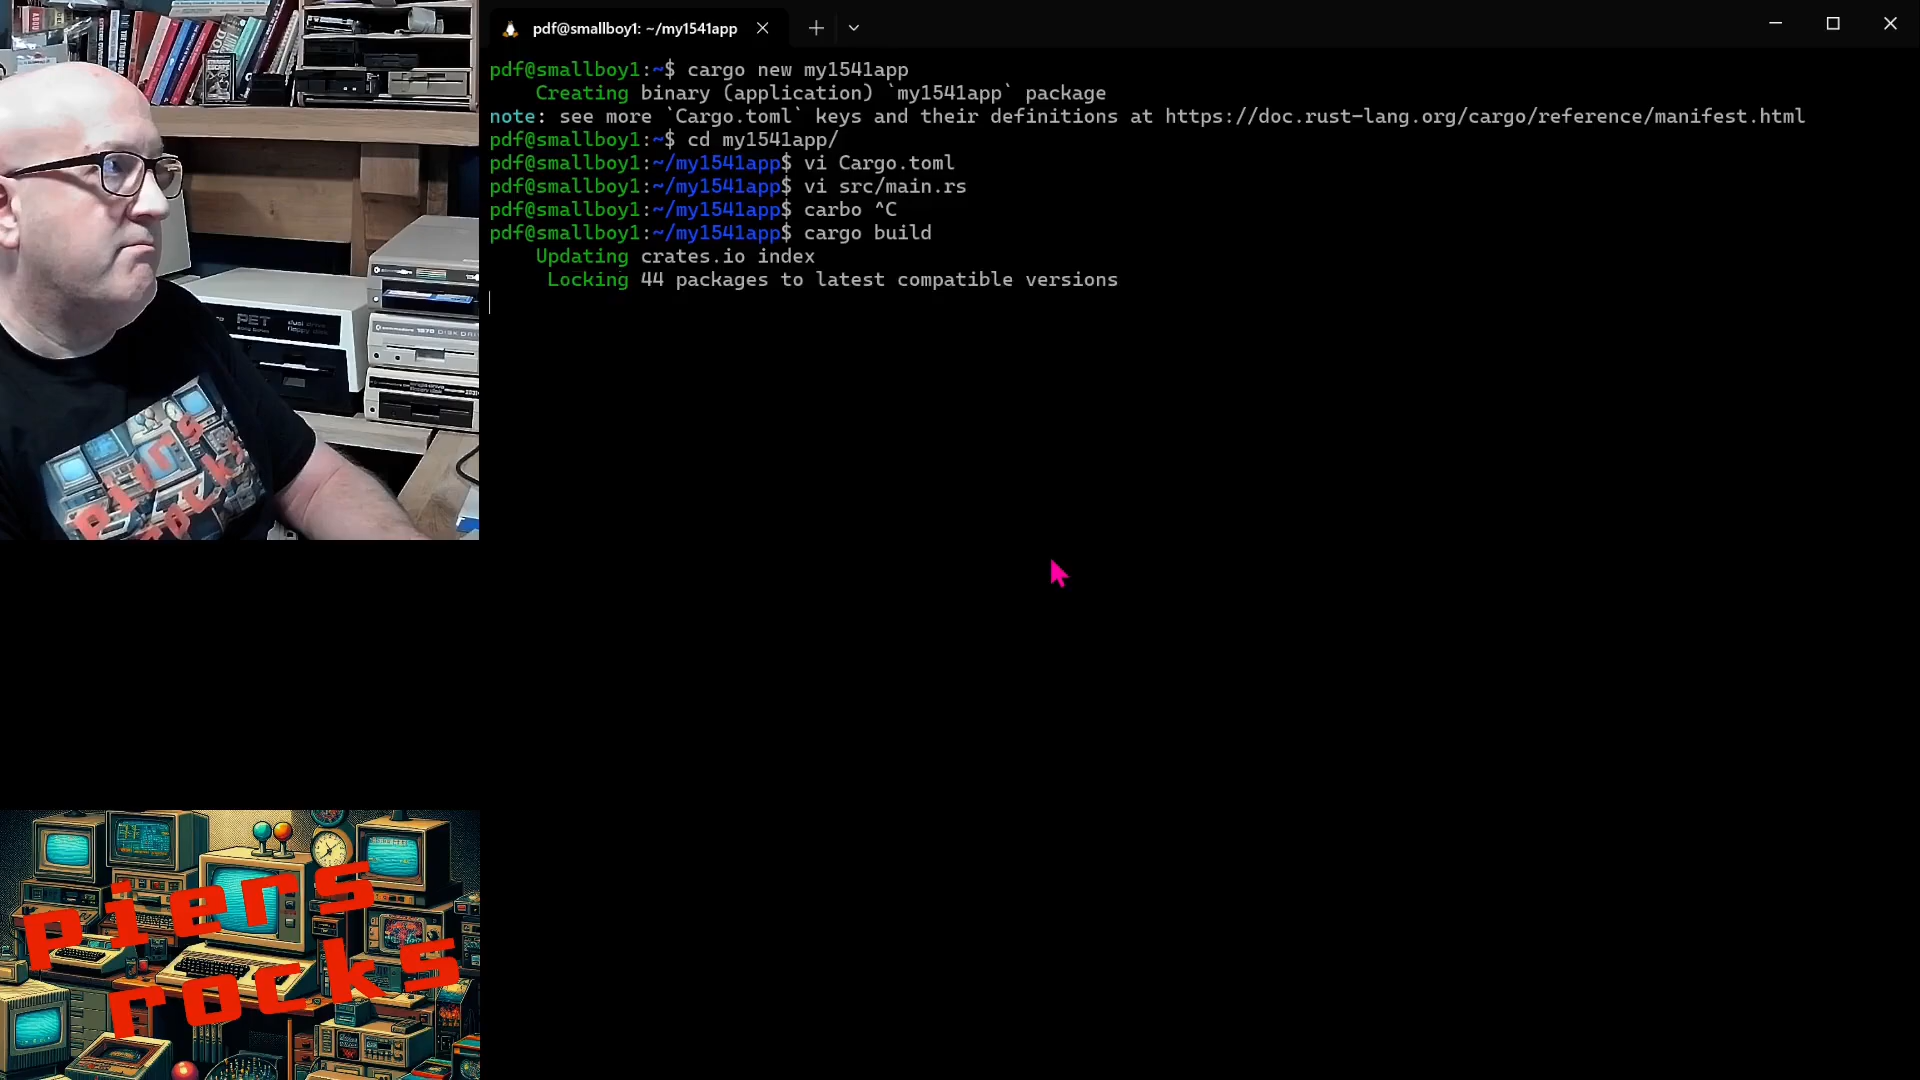 pdf@smallboy1: ~/my1541app
pdf@smallboy1:~$ cargo new my1541app
Creating binary (application) `my1541app` package
note: see more `Cargo.toml` keys and their definitions at https://doc.rust-lang.org/cargo/reference/manifest.html
pdf@smallboy1:~$ cd my1541app/
pdf@smallboy1:~/my1541app$ vi Cargo.toml
pdf@smallboy1:~/my1541app$ vi src/main.rs
pdf@smallboy1:~/my1541app$ carbo ^C
pdf@smallboy1:~/my1541app$ cargo build
Updating crates.io index
Locking 44 packages to latest compatible versions
PET
piers
rocks
piers
rocks